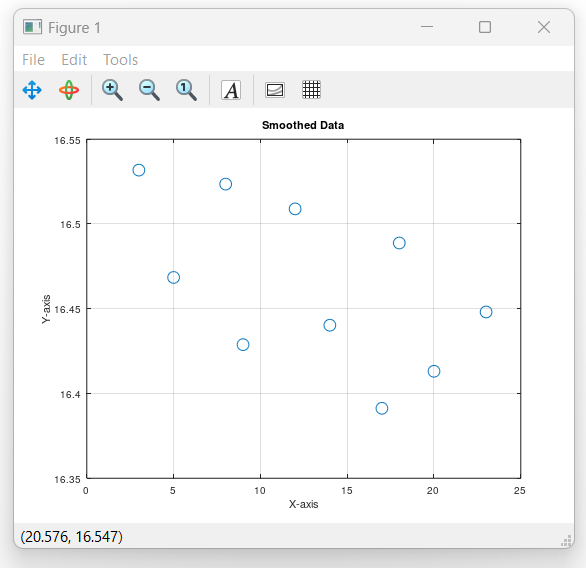 Figure 1
File Edit Tools
1 A
Smoothed Data
16.55
16.5
16.45
16.4
16.35
Y-axis
0 5 10 15 20 25
X-axis
(20.576, 16.547)